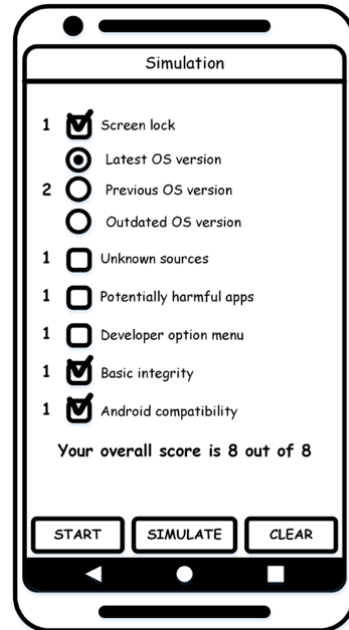 Simulation
1 Screen lock
Latest OS version
2 Previous OS version
Outdated OS version
1 Unknown sources
1 Potentially harmful apps
1 Developer option menu
1 Basic integrity
1 Android compatibility
Your overall score is 8 out of 8
START SIMULATE CLEAR